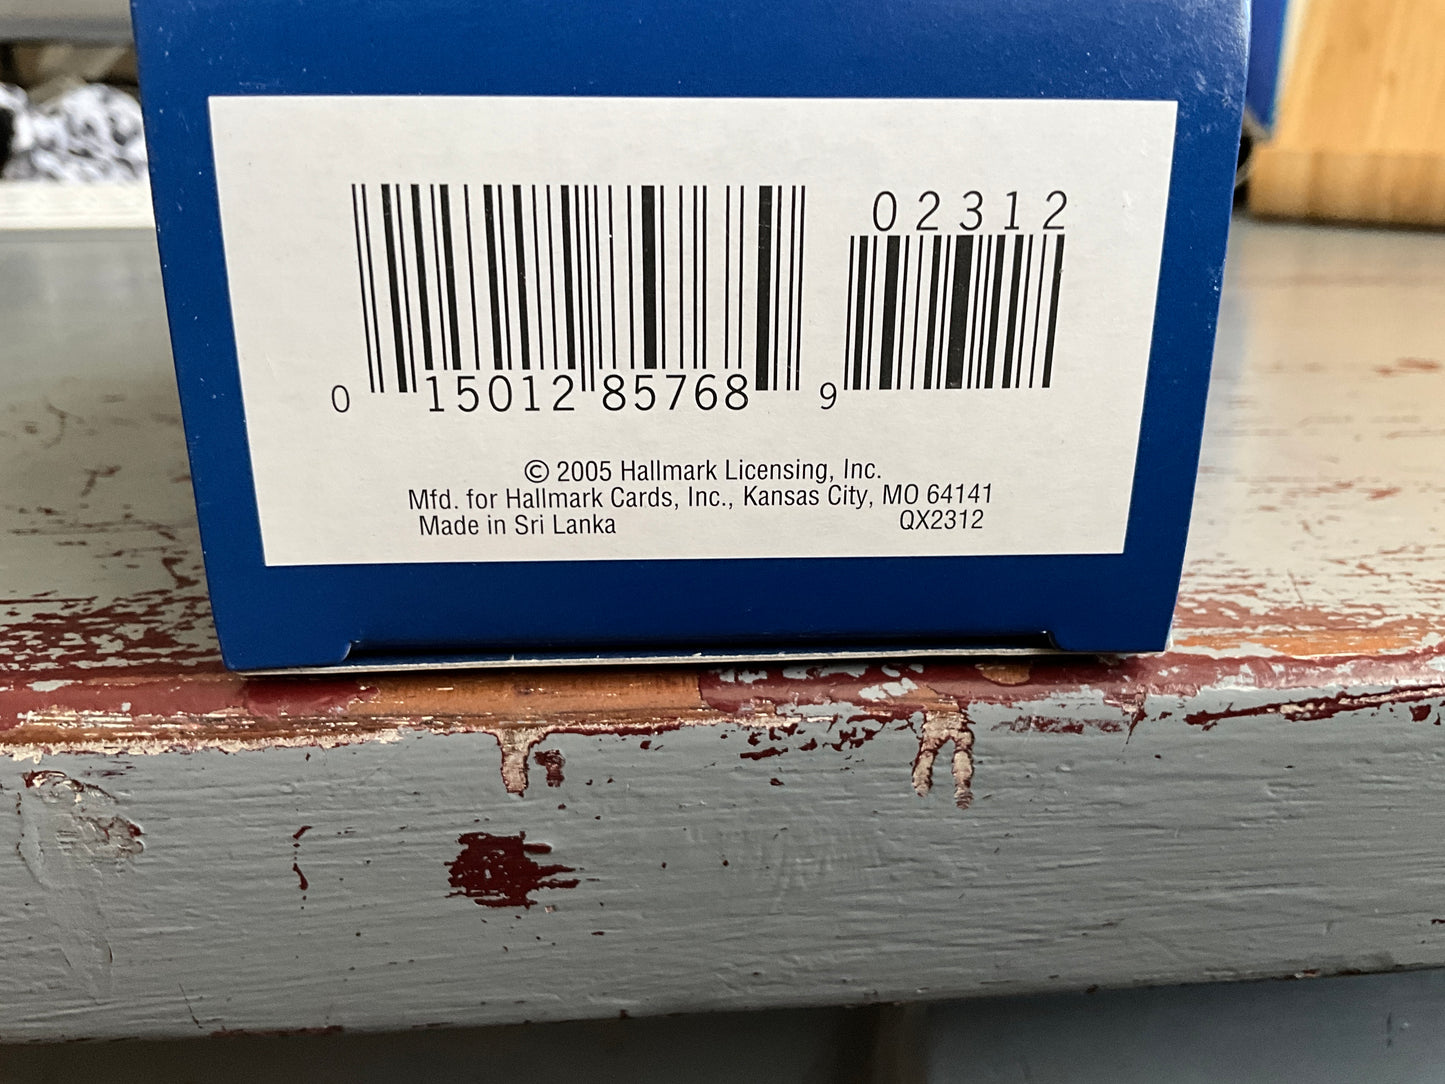 02312
0 15012 85768 9
© 2005 Hallmark Licensing, Inc.
Mfd. for Hallmark Cards, Inc., Kansas City, MO 64141
Made in Sri Lanka QX2312